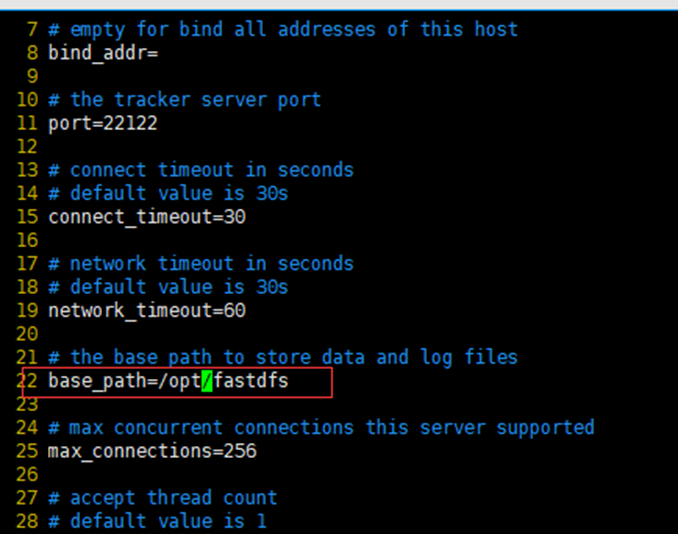 7 # empty for bind all addresses of this host
8 bind_addr=
9
10 # the tracker server port
11 port=22122
12
13 # connect timeout in seconds
14 # default value is 30s
15 connect_timeout=30
16
17 # network timeout in seconds
18 # default value is 30s
19 network_timeout=60
20
21 # the base path to store data and log files
22 base_path=/opt/fastdfs
23
24 # max concurrent connections this server supported
25 max_connections=256
26
27 # accept thread count
28 # default value is 1